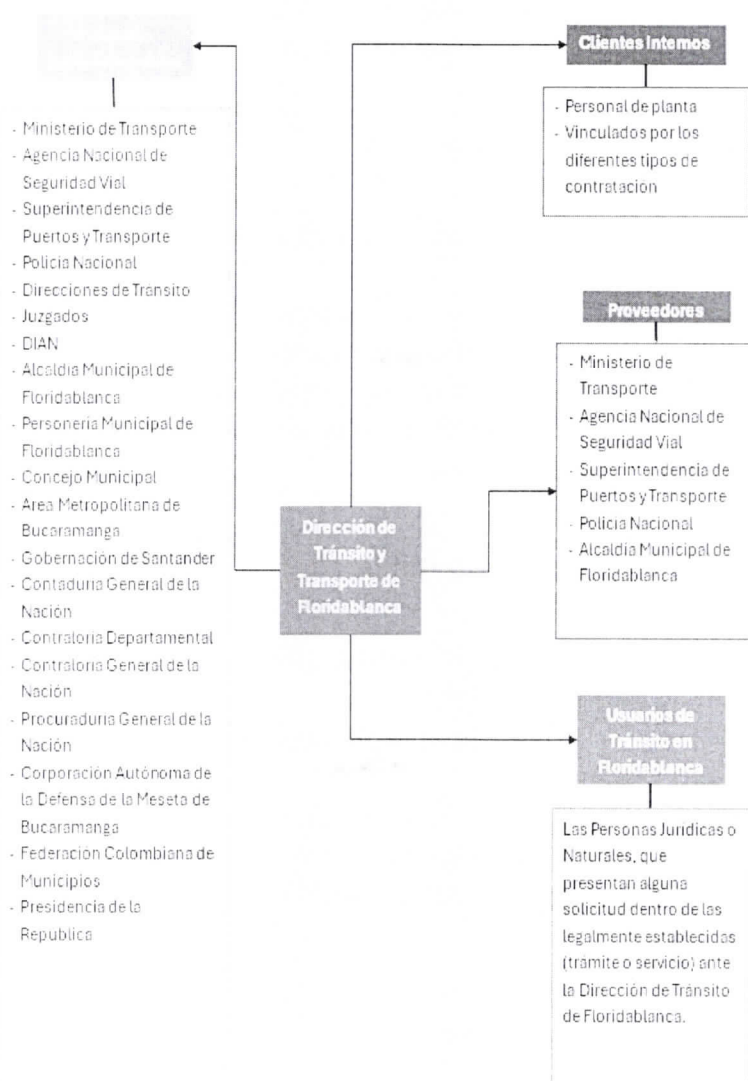 - Ministerio de Transporte
- Agencia Nacional de
Seguridad Vial
- Superintendencia de
Puertos y Transporte
- Policia Nacional
- Direcciones de Transito
- Juzgados
- DIAN
- Alcaldia Municipal de
Floridablanca
- Personeria Municipal de
Floridablanca
- Concejo Municipal
- Area Metropolitana de
Bucaramanga
- Gobernación de Santander
- Contaduria General de la
Nación
- Contraloria Departamental
- Contraloria General de la
Nación
- Procuraduria General de la
Nación
- Corporación Autónoma de
la Defensa de la Meseta de
Bucaramanga
- Federación Colombiana de
Municipios
- Presidencia de la
Republica
Dirección de
Tránsito y
Transporte de
Floridablanca
Clientes Internos
- Personal de planta
- Vinculados por los
diferentes tipos de
contratacion
Proveedores
- Ministerio de
Transporte
- Agencia Nacional de
Seguridad Vial
- Superintendencia de
Puertos y Transporte
- Policia Nacional
- Alcaldia Municipal de
Floridablanca
Usuarios de
Tránsito en
Floridablanca
Las Personas Juridicas o
Naturales, que
presentan alguna
solicitud dentro de las
legalmente establecidas
(tramite o servicio) ante
la Dirección de Tránsito
de Floridablanca.